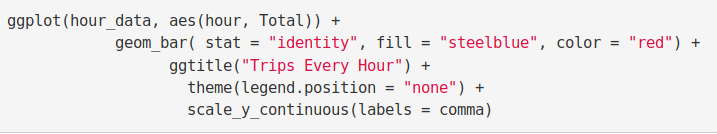 ggplot(hour_data, aes(hour, Total)) +
geom_bar( stat = "identity", fill = "steelblue", color = "red") +
ggtitle("Trips Every Hour") +
theme(legend.position = "none") +
scale_y_continuous(labels = comma)